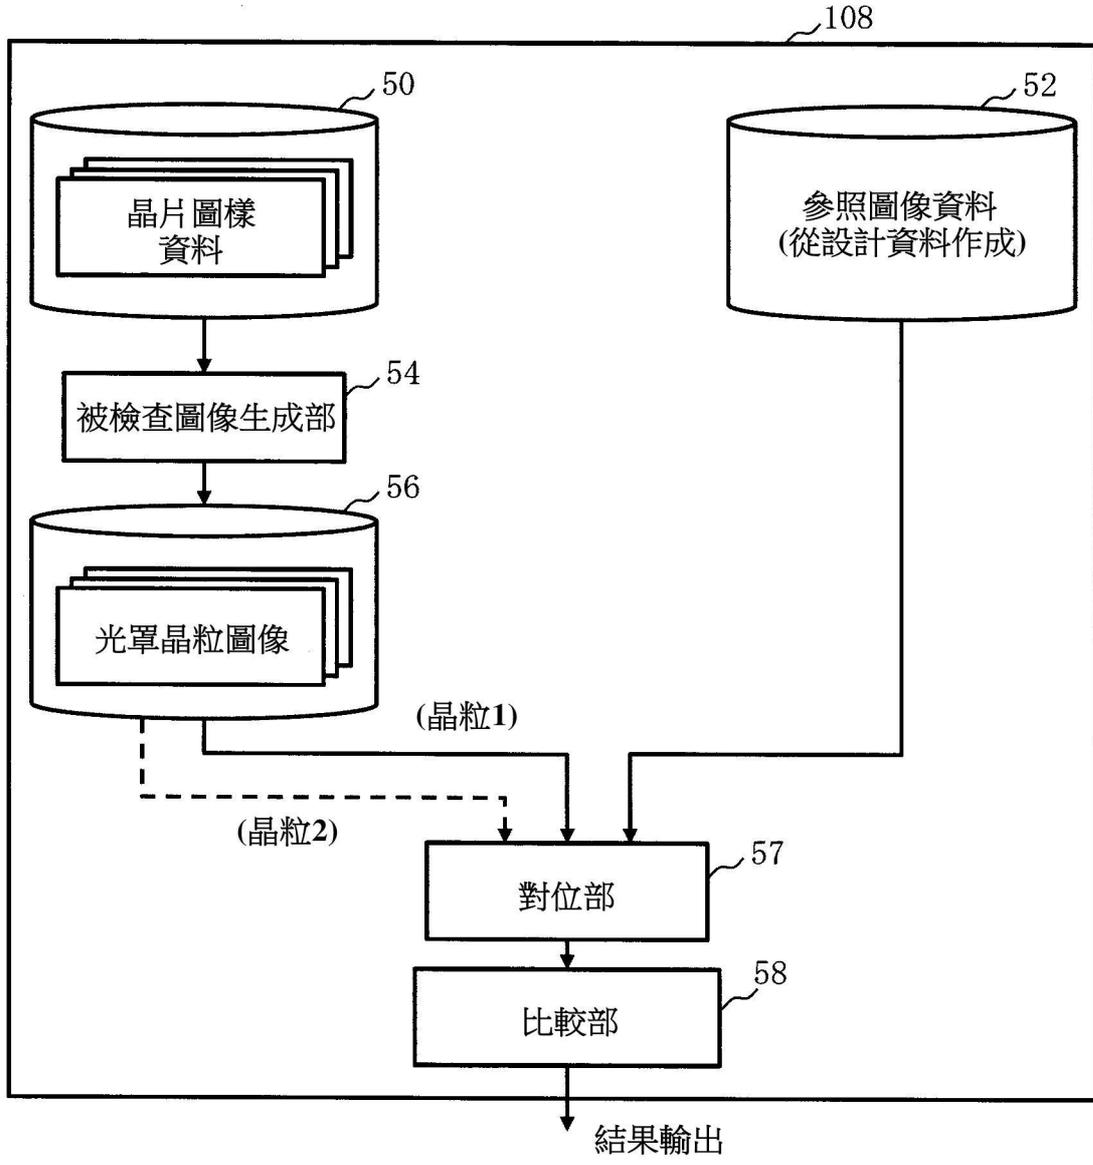 108
50
52
晶片圖樣
資料
參照圖像資料
(從設計資料作成)
54
被檢查圖像生成部
56
光罩晶粒圖像
(晶粒1)
(晶粒2)
57
對位部
58
比較部
結果輸出